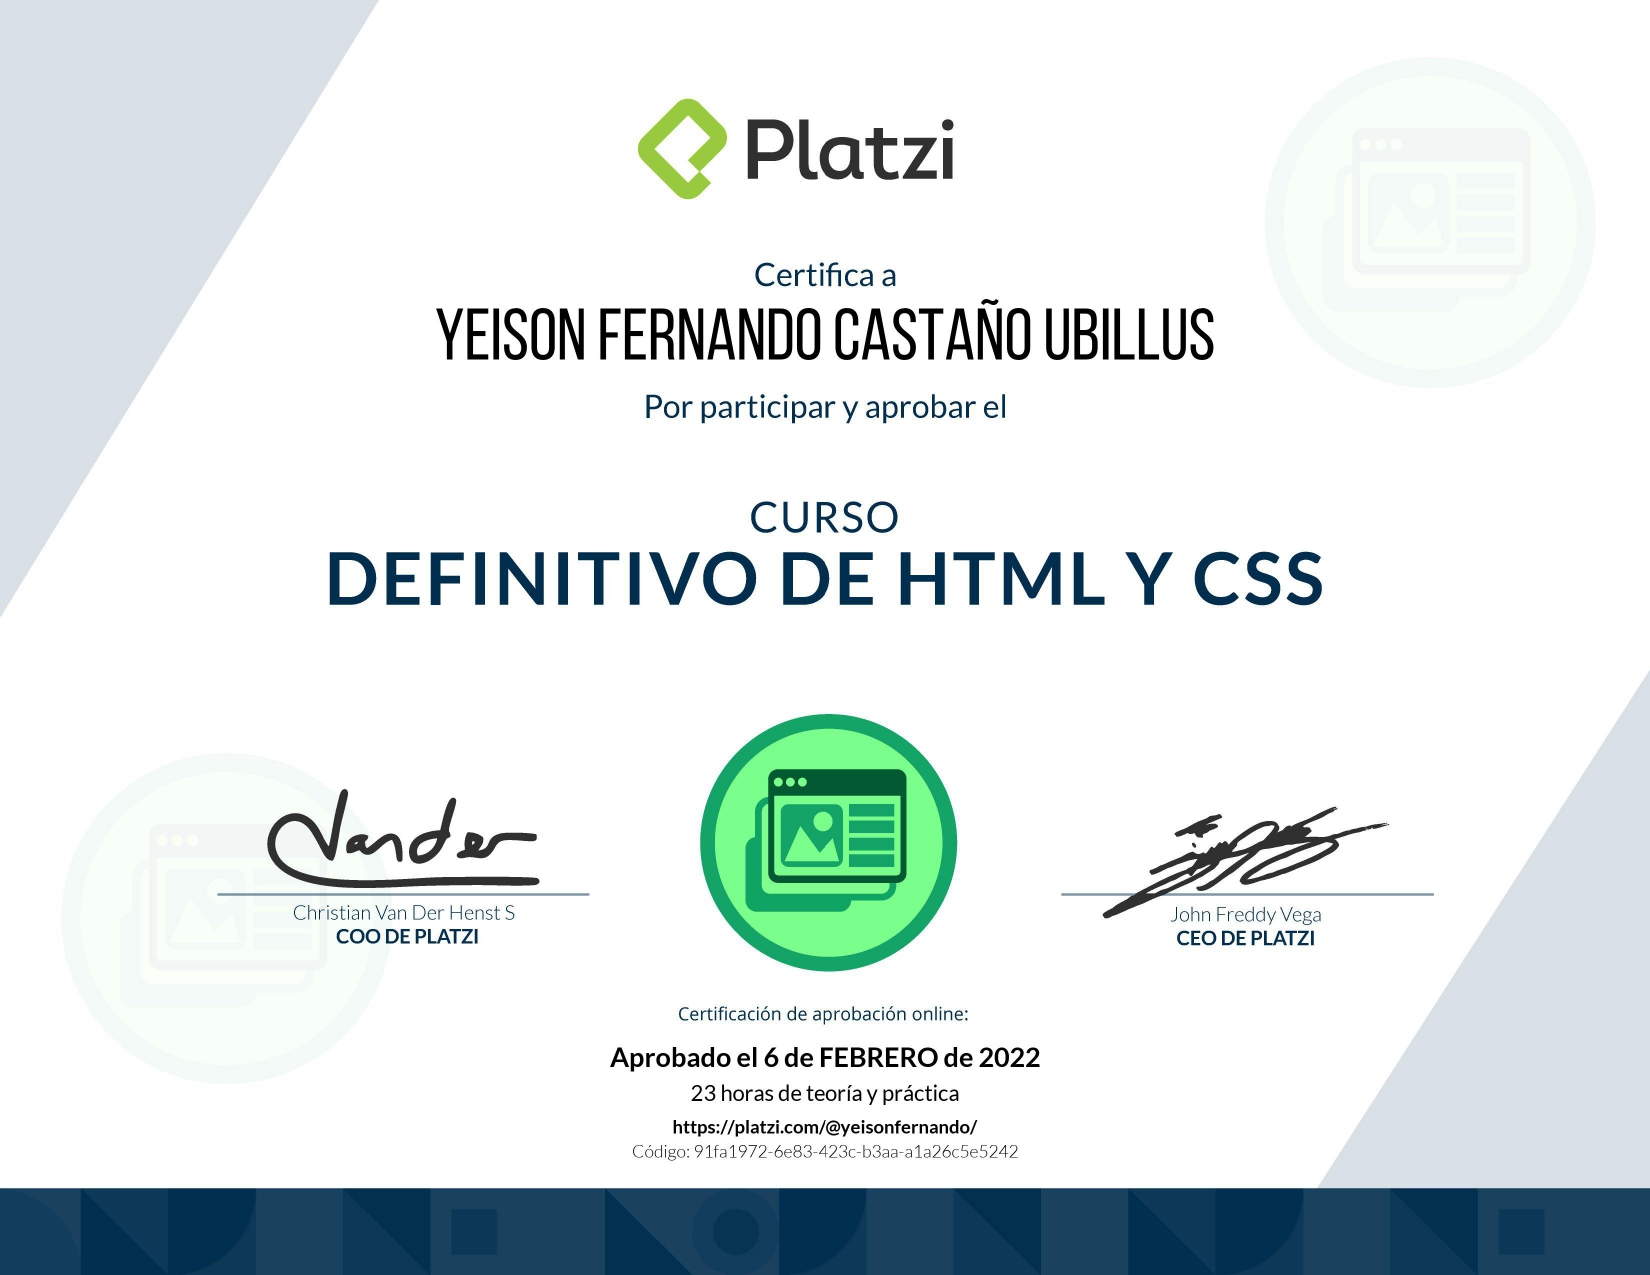 Platzi
Certifica a
YEISON FERNANDO CASTAÑO UBILLUS
Por participar y aprobar el
CURSO
DEFINITIVO DE HTML Y CSS
Vander
Christian Van Der Henst S
COO DE PLATZI
John Freddy Vega
CEO DE PLATZI
Certificación de aprobación online:
Aprobado el 6 de FEBRERO de 2022
23 horas de teoría y práctica
https://platzi.com/@yeisonfernando/
Código: 91fa1972-6e83-423c-b3aa-a1a26c5e5242